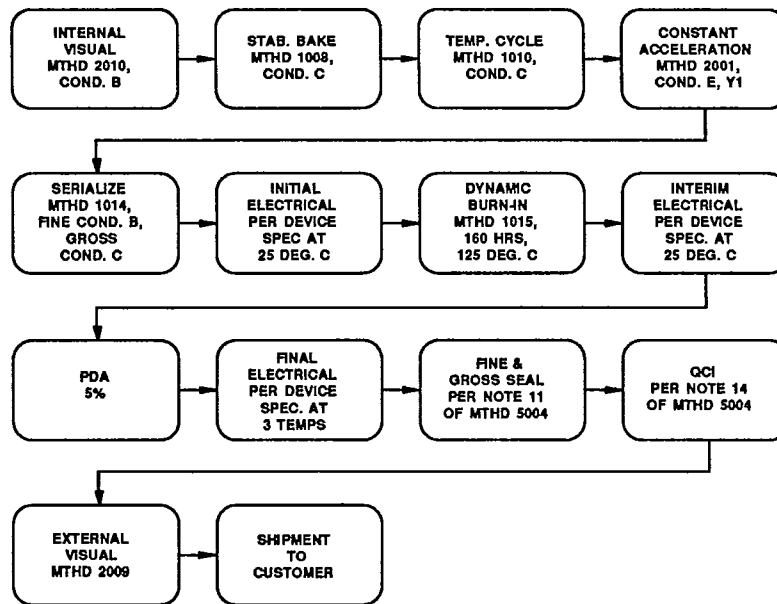 INTERNAL
VISUAL
MTHD 2010,
COND. B
STAB. BAKE
MTHD 1008,
COND. C
TEMP. CYCLE
MTHD 1010,
COND. C
CONSTANT
ACCELERATION
MTHD 2001,
COND. E, Y1
SERIALIZE
MTHD 1014,
FINE COND. B,
GROSS
COND. C
INITIAL
ELECTRICAL
PER DEVICE
SPEC AT
25 DEG. C
DYNAMIC
BURN-IN
MTHD 1015,
160 HRS,
125 DEG. C
INTERIM
ELECTRICAL
PER DEVICE
SPEC. AT
25 DEG. C
PDA
5%
FINAL
ELECTRICAL
PER DEVICE
SPEC. AT
3 TEMPS
FINE &
GROSS SEAL
PER NOTE 11
OF MTHD 5004
QCI
PER NOTE 14
OF MTHD 5004
EXTERNAL
VISUAL
MTHD 2009
SHIPMENT
TO
CUSTOMER